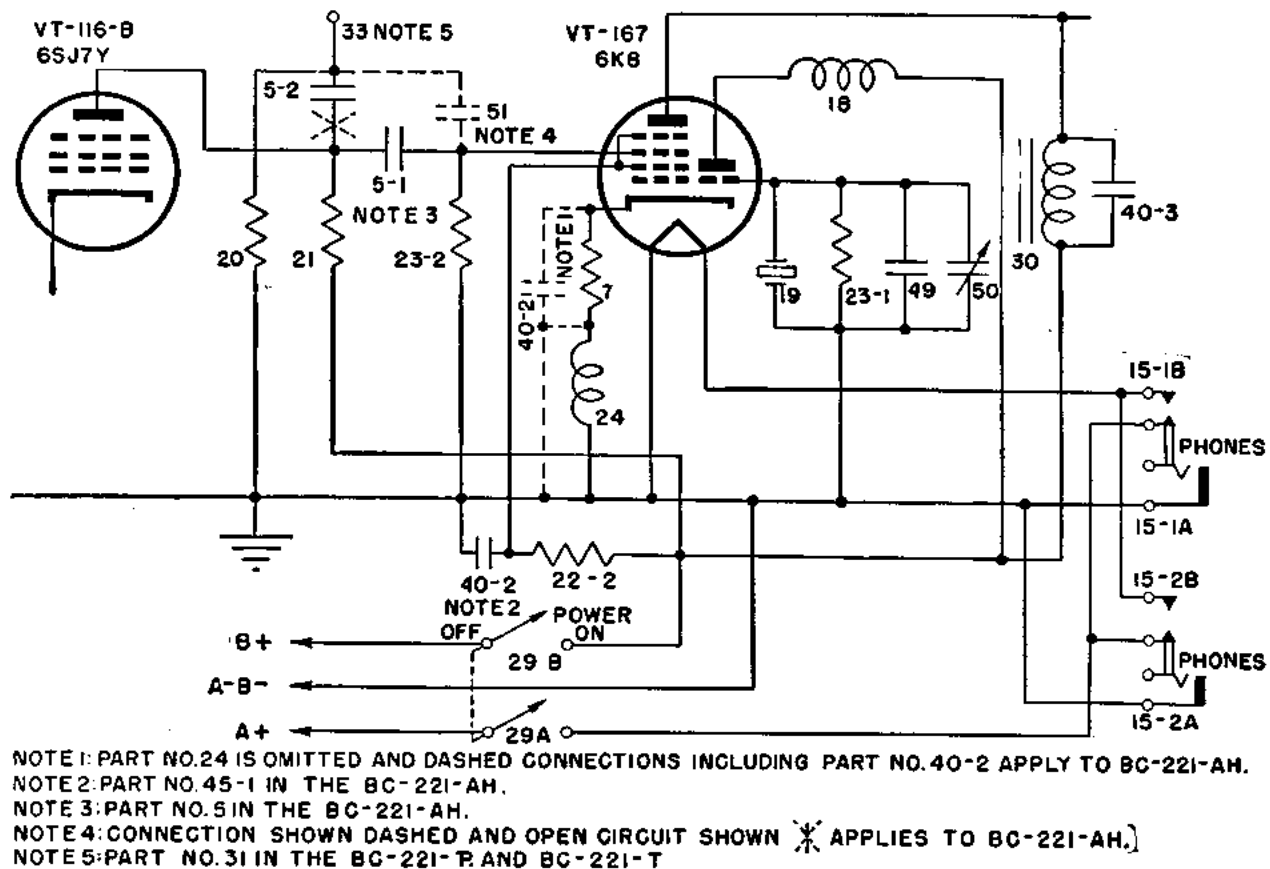 VT-116-B
6SJ7Y
33 NOTE 5
VT-167
6K8
5-2
51
NOTE 4
18
5-1
NOTE 3
20
21
23-2
NOTE 1
40-2
7
24
19
23-1
49
50
30
40-3
15-1B
PHONES
15-1A
40-2
NOTE 2
22-2
15-2B
PHONES
15-2A
B+
OFF
POWER
ON
29 B
A-B-
A+
29A
NOTE 1: PART NO. 24 IS OMITTED AND DASHED CONNECTIONS INCLUDING PART NO. 40-2 APPLY TO BC-221-AH.
NOTE 2: PART NO. 45-1 IN THE BC-221-AH.
NOTE 3: PART NO. 5 IN THE BC-221-AH.
NOTE 4: CONNECTION SHOWN DASHED AND OPEN CIRCUIT SHOWN APPLIES TO BC-221-AH.]
NOTE 5: PART NO. 31 IN THE BC-221-P. AND BC-221-T